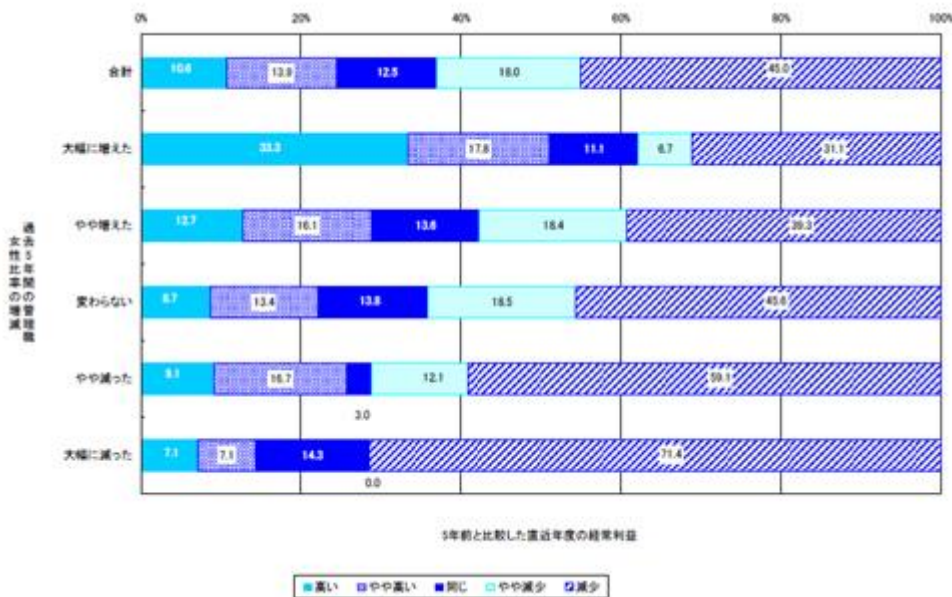 0% 20% 40% 60% 80% 100%
合計 10.6 13.9 12.5 18.0 45.0
大幅に増えた 33.3 17.8 11.1 6.7 31.1
やや増えた 12.7 16.1 13.6 18.4 39.3
変わらない 8.7 13.4 13.8 18.5 45.6
やや減った 9.1 16.7 12.1 59.1
3.0
大幅に減った 7.1 7.1 14.3 71.4
0.0
過去5年間の管理職
女性比率の増減
5年前と比較した直近年度の経常利益
高い やや高い 同じ やや減少 減少